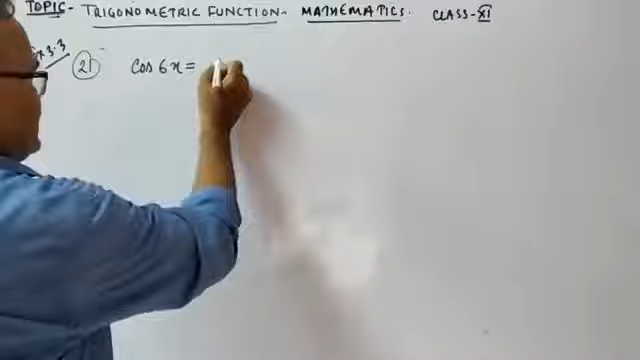 TOPIC- TRIGONOMETRIC FUNCTION- MATHEMATICS. CLASS-XI
Ex 3.3
21 Cos 6x =